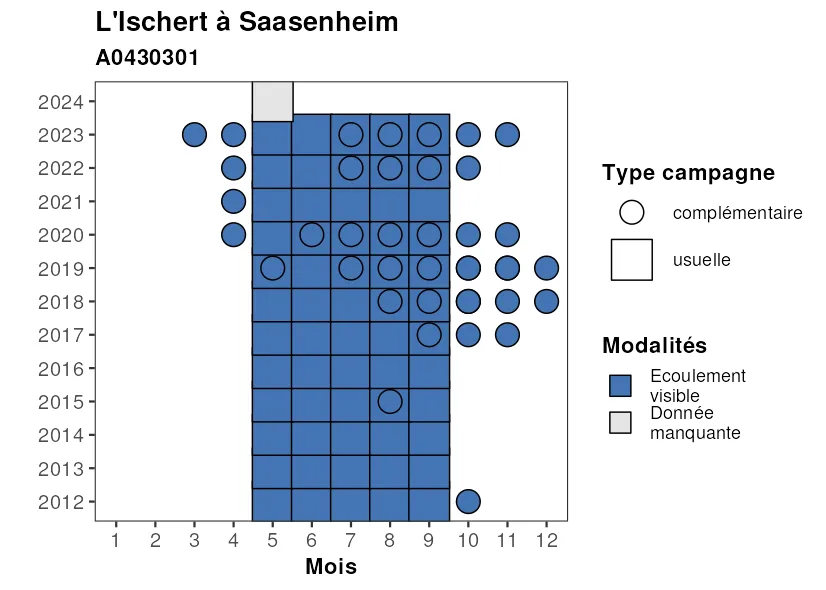 L'Ischert à Saasenheim
A0430301
2024
2023
2022
2021
2020
2019
2018
2017
2016
2015
2014
2013
2012
1 2 3 4 5 6 7 8 9 10 11 12
Mois
Type campagne
complémentaire
usuelle
Modalités
Ecoulement
visible
Donnée
manquante